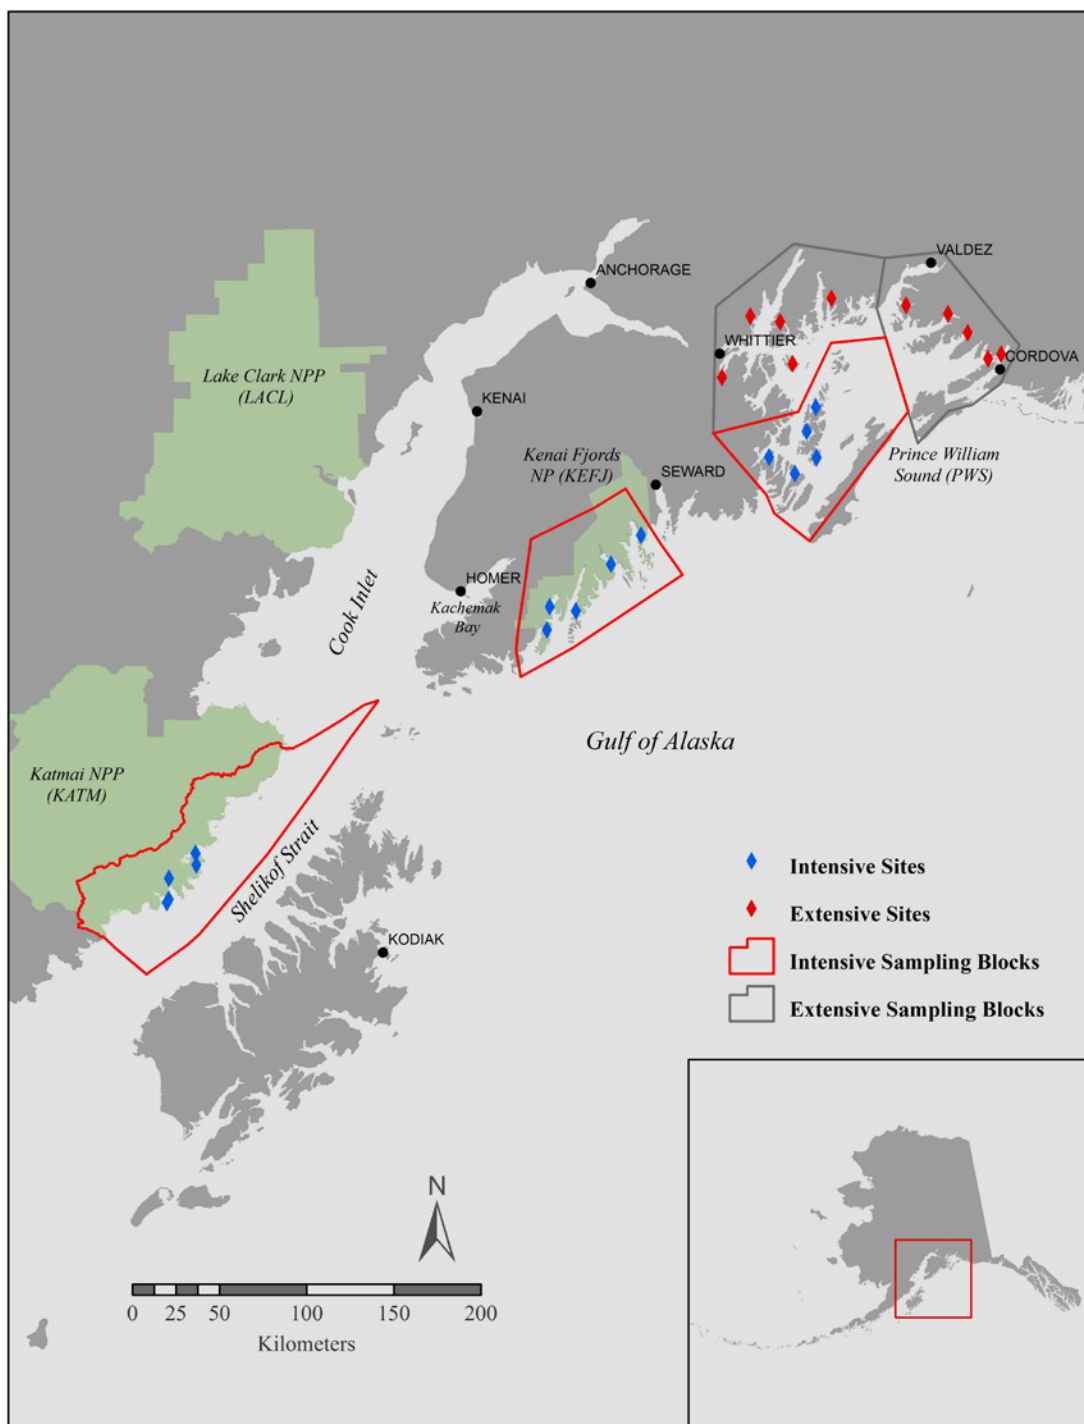 ANCHORAGE
VALDEZ
WHITTIER
CORDOVA
Lake Clark NPP
(LACL)
KENAI
Kenai Fjords
NP (KEFJ)
SEWARD
Prince William
Sound (PWS)
HOMER
Kachemak
Bay
Cook Inlet
Gulf of Alaska
Katmai NPP
(KATM)
Shelikof Strait
KODIAK
Intensive Sites
Extensive Sites
Intensive Sampling Blocks
Extensive Sampling Blocks
N
0 25 50 100 150 200
Kilometers